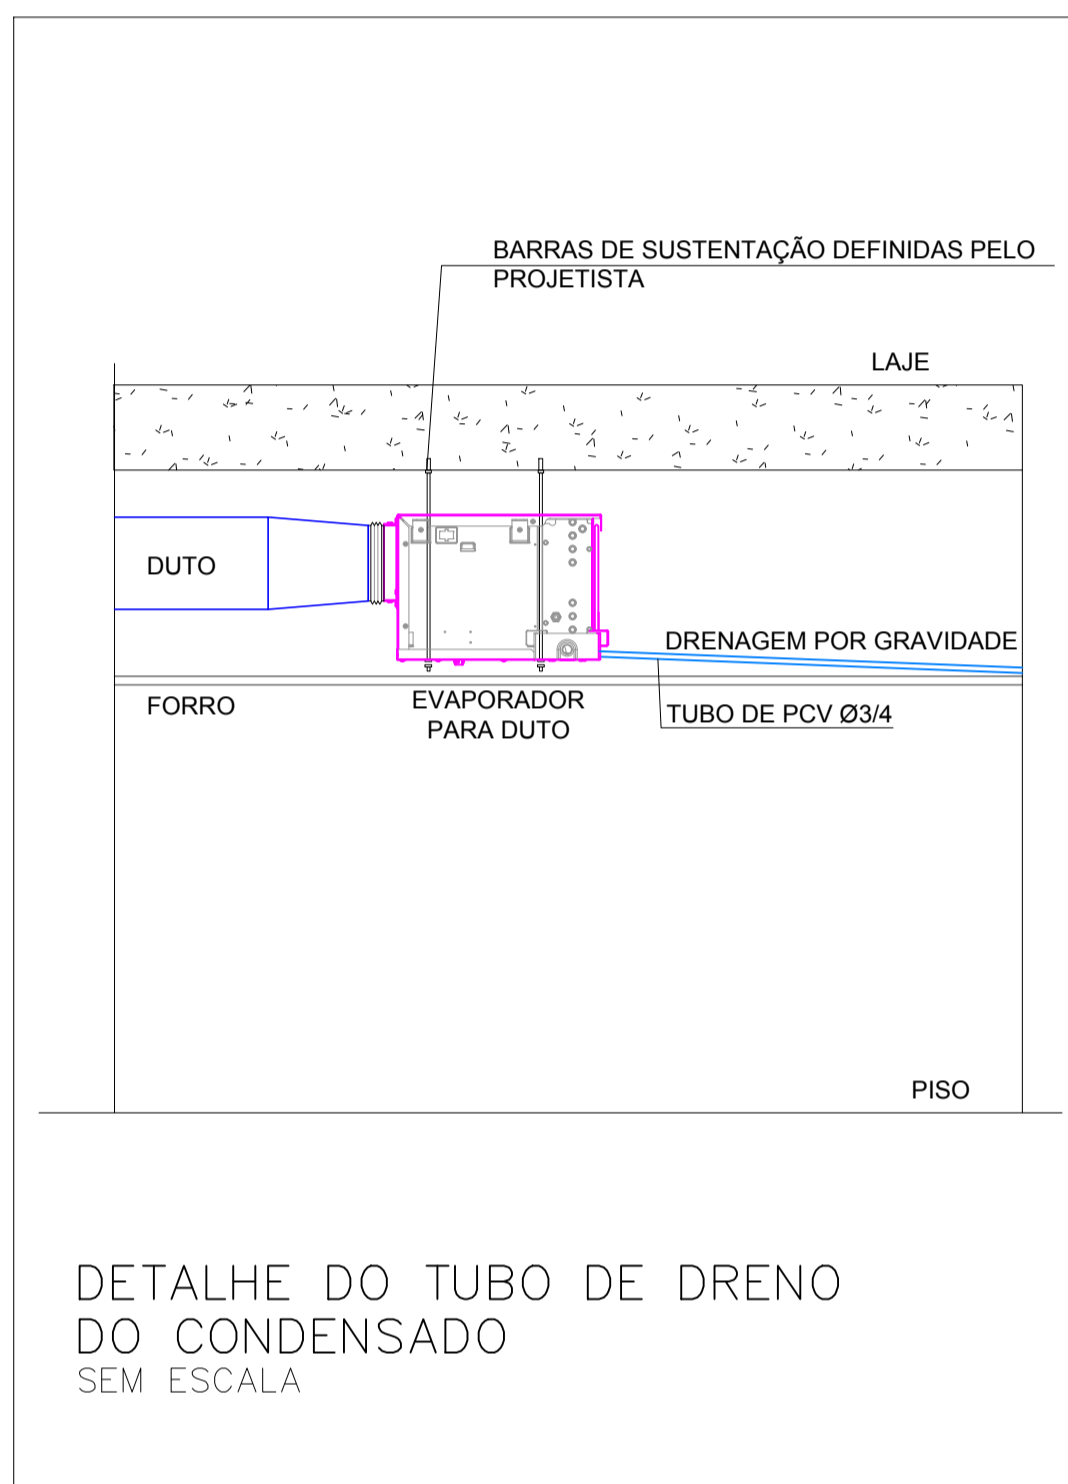 BARRAS DE SUSTENTAÇÃO DEFINIDAS PELO
PROJETISTA
LAJE
DUTO
DRENAGEM POR GRAVIDADE
FORRO
EVAPORADOR
PARA DUTO
TUBO DE PCV Ø3/4
PISO
DETALHE DO TUBO DE DRENO
DO CONDENSADO
SEM ESCALA